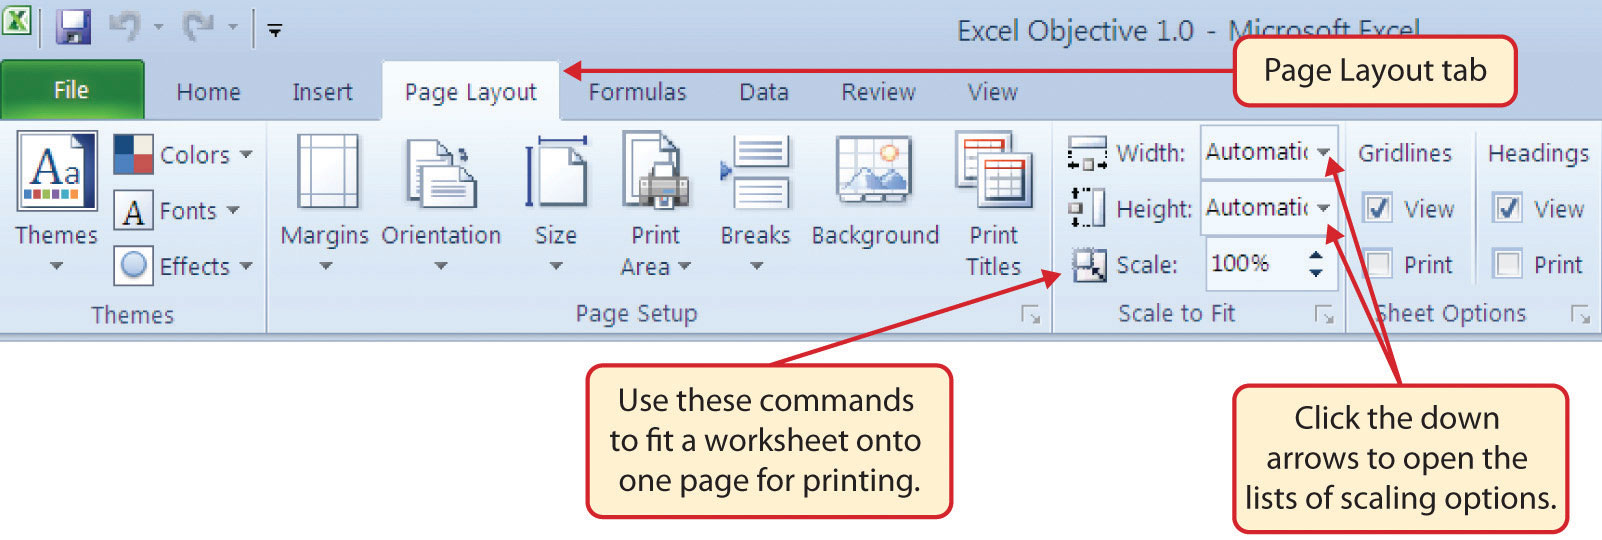 Excel Objective 1.0 - Microsoft Excel
Page Layout tab
File Home Insert Page Layout Formulas Data Review View
Aa
Themes
Colors
A Fonts
Effects
Themes
Margins
Orientation
Size
Print
Area
Breaks
Background
Print
Titles
Page Setup
Width: Automatic
Height: Automatic
Scale: 100%
Scale to Fit
Gridlines
View
Print
Headings
View
Print
Sheet Options
Use these commands
to fit a worksheet onto
one page for printing.
Click the down
arrows to open the
lists of scaling options.